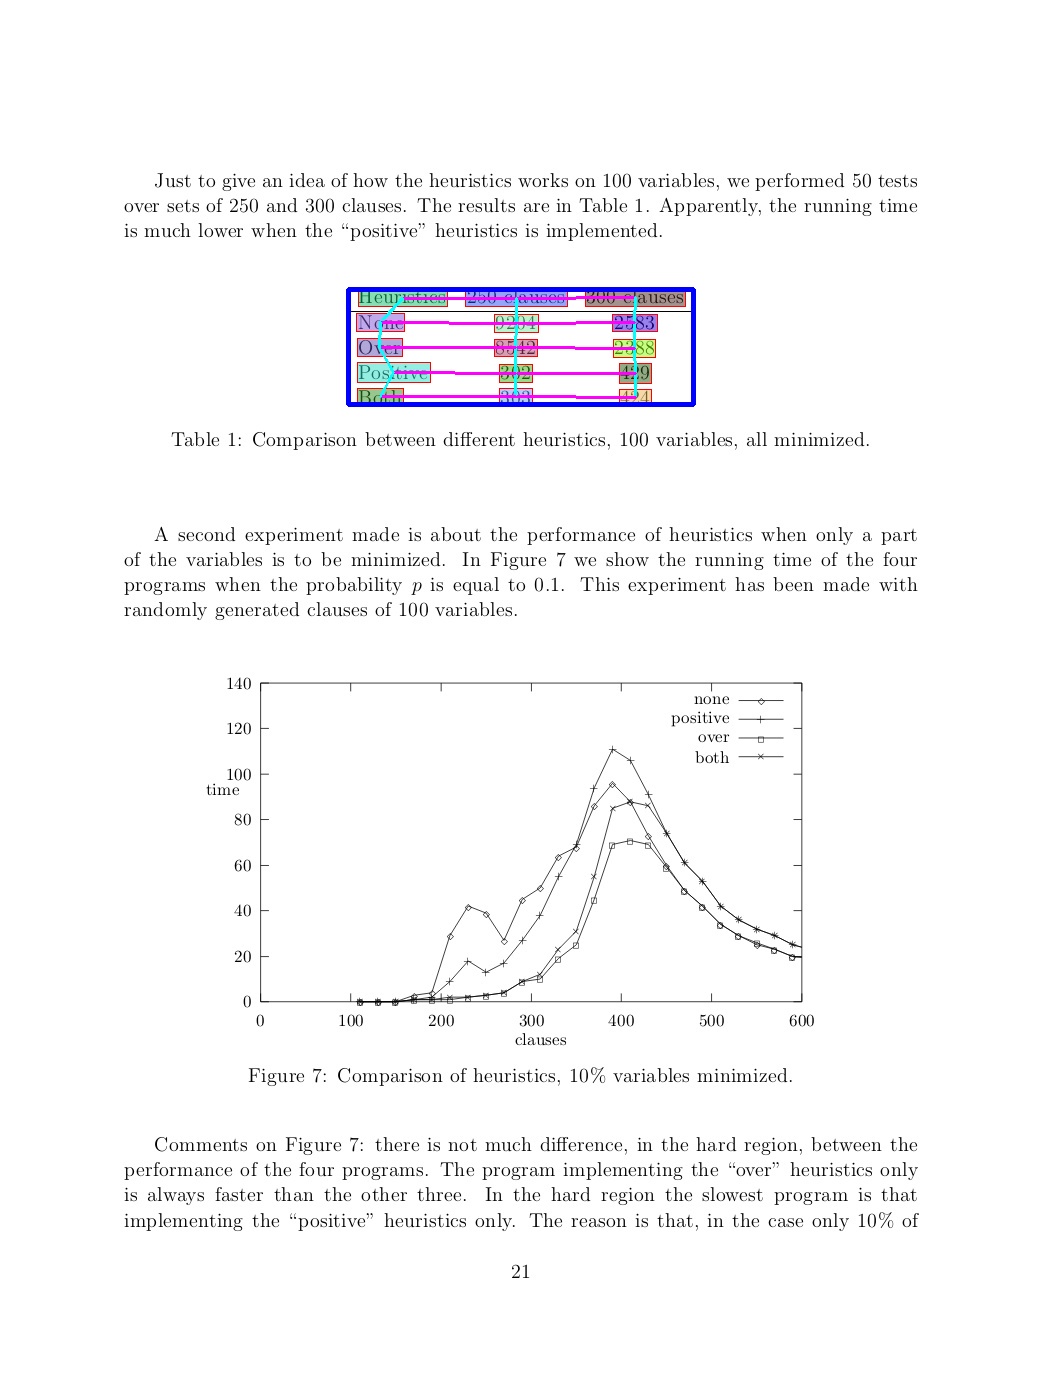 Just to give an idea of how the heuristics works on 100 variables, we performed 50 tests
over sets of 250 and 300 clauses. The results are in Table 1. Apparently, the running time
is much lower when the “positive” heuristics is implemented.
Heuristics 250 clauses 300 clauses
None 9204 2583
Over 8542 2388
Positive 302 429
Both 303 424
Table 1: Comparison between different heuristics, 100 variables, all minimized.
A second experiment made is about the performance of heuristics when only a part
of the variables is to be minimized. In Figure 7 we show the running time of the four
programs when the probability p is equal to 0.1. This experiment has been made with
randomly generated clauses of 100 variables.
140
120
100
time
80
60
40
20
0
none
positive
over
both
0 100 200 300 400 500 600
clauses
Figure 7: Comparison of heuristics, 10% variables minimized.
Comments on Figure 7: there is not much difference, in the hard region, between the
performance of the four programs. The program implementing the “over” heuristics only
is always faster than the other three. In the hard region the slowest program is that
implementing the “positive” heuristics only. The reason is that, in the case only 10% of
21